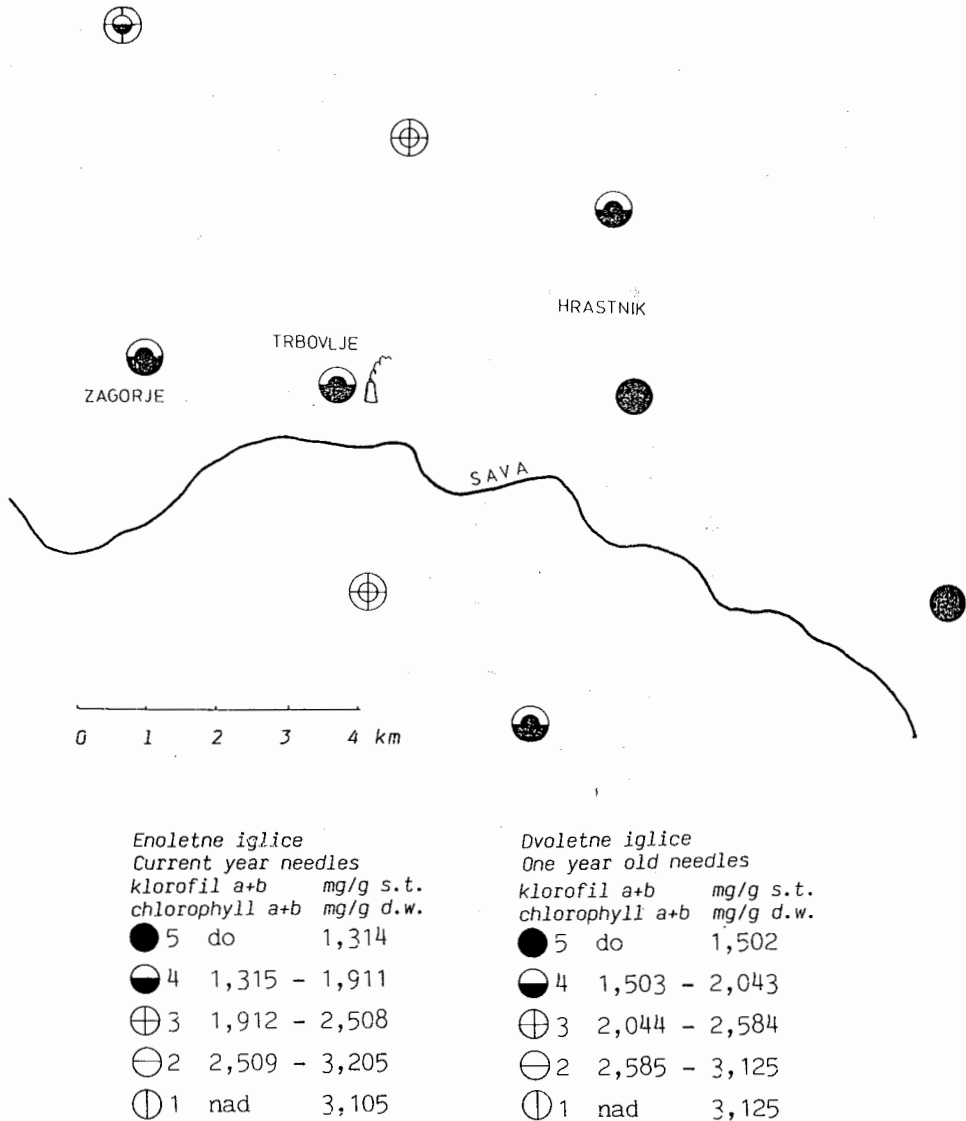 HRASTNIK
TRBOVLJE
ZAGORJE
SAVA
0 1 2 3 4 km
Enoletne iglice
Current year needles
klorofil a+b mg/g s.t.
chlorophyll a+b mg/g d.w.
5 do 1,314
4 1,315 - 1,911
3 1,912 - 2,508
2 2,509 - 3,205
1 nad 3,105
Dvoletne iglice
One year old needles
klorofil a+b mg/g s.t.
chlorophyll a+b mg/g d.w.
5 do 1,502
4 1,503 - 2,043
3 2,044 - 2,584
2 2,585 - 3,125
1 nad 3,125